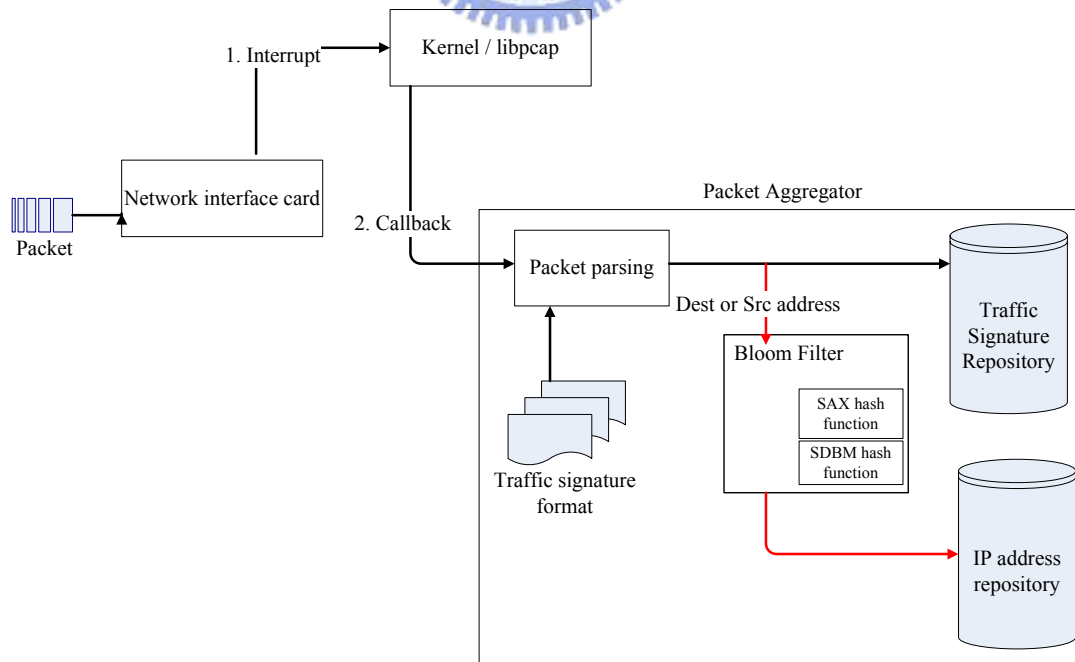 Kernel / libpcap
1. Interrupt
Network interface card
Packet
2. Callback
Packet Aggregator
Packet parsing
Dest or Src address
Traffic
Signature
Repository
Bloom Filter
SAX hash
function
SDBM hash
function
Traffic signature
format
IP address
repository